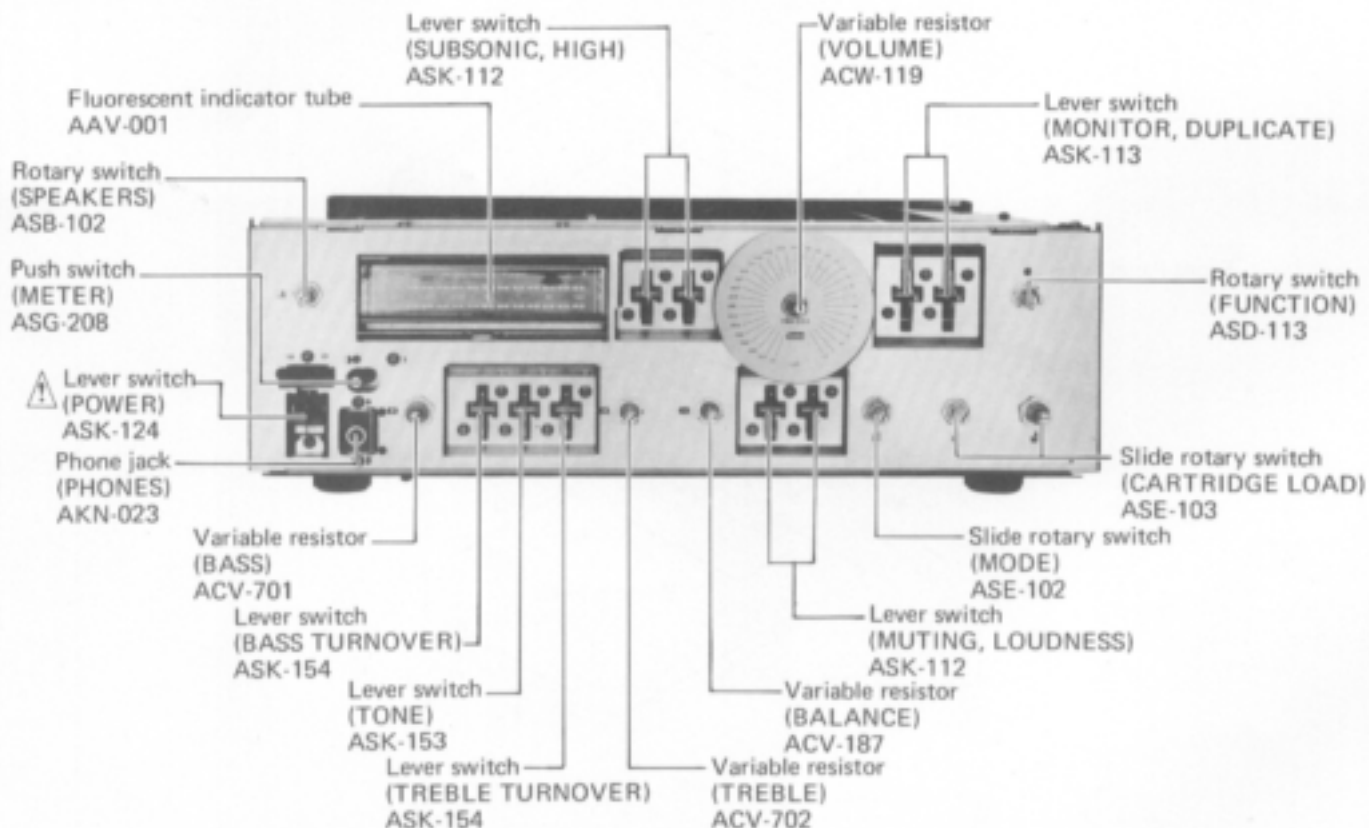 Lever switch
(SUBSONIC, HIGH)
ASK-112
Variable resistor
(VOLUME)
ACW-119
Fluorescent indicator tube
AAV-001
Lever switch
(MONITOR, DUPLICATE)
ASK-113
Rotary switch
(SPEAKERS)
ASB-102
Push switch
(METER)
ASG-208
Rotary switch
(FUNCTION)
ASD-113
Lever switch
(POWER)
ASK-124
Phone jack
(PHONES)
AKN-023
Slide rotary switch
(CARTRIDGE LOAD)
ASE-103
Variable resistor
(BASS)
ACV-701
Slide rotary switch
(MODE)
ASE-102
Lever switch
(BASS TURNOVER)
ASK-154
Lever switch
(MUTING, LOUDNESS)
ASK-112
Lever switch
(TONE)
ASK-153
Variable resistor
(BALANCE)
ACV-187
Lever switch
(TREBLE TURNOVER)
ASK-154
Variable resistor
(TREBLE)
ACV-702